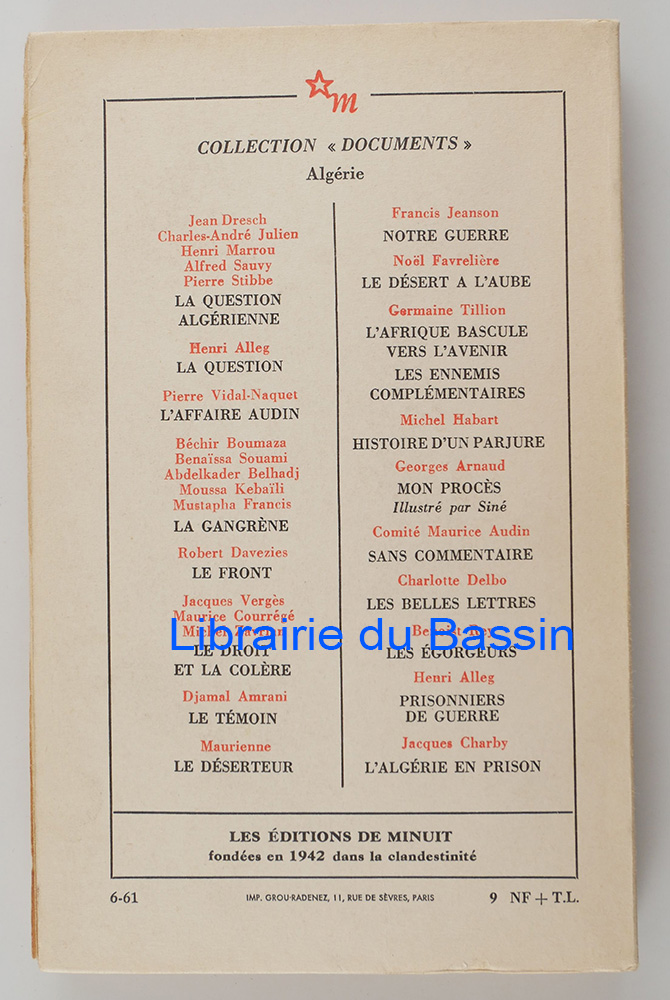 m
COLLECTION « DOCUMENTS »
Algérie
Jean Dresch
Charles-André Julien
Henri Marrou
Alfred Sauvy
Pierre Stibbe
LA QUESTION
ALGÉRIENNE
Henri Alleg
LA QUESTION
Pierre Vidal-Naquet
L'AFFAIRE AUDIN
Béchir Boumaza
Benaïssa Souami
Abdelkader Belhadj
Moussa Kebaïli
Mustapha Francis
LA GANGRÈNE
Robert Davezies
LE FRONT
Jacques Vergès
Maurice Courrégé
Michel
LE DROIT
ET LA COLÈRE
Djamal Amrani
LE TÉMOIN
Maurienne
LE DÉSERTEUR
Francis Jeanson
NOTRE GUERRE
Noël Favrelière
LE DÉSERT A L'AUBE
Germaine Tillion
L'AFRIQUE BASCULE
VERS L'AVENIR
LES ENNEMIS
COMPLÉMENTAIRES
Michel Habart
HISTOIRE D'UN PARJURE
Georges Arnaud
MON PROCÈS
Illustré par Siné
Comité Maurice Audin
SANS COMMENTAIRE
Charlotte Delbo
LES BELLES LETTRES
Benoist Rey
LES ÉGORGEURS
Henri Alleg
PRISONNIERS
DE GUERRE
Jacques Charby
L'ALGÉRIE EN PRISON
Librairie du Bassin
LES ÉDITIONS DE MINUIT
fondées en 1942 dans la clandestinité
6-61
IMP. GROU-RADENEZ, 11, RUE DE SÈVRES, PARIS
9 NF + T.L.